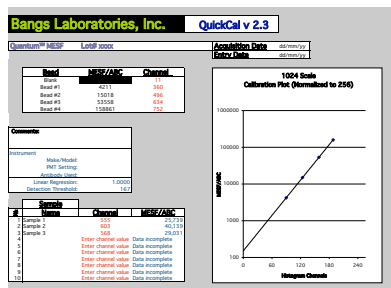 Bangs Laboratories, Inc. QuickCal v 2.3
Quantum™ MESF Lot# xxxx Acquisition Date dd/mm/yy
Entry Date dd/mm/yy
Bead MESF/ABC Channel
Blank 11
Bead #1 4211 360
Bead #2 15018 496
Bead #3 53558 634
Bead #4 158861 752
1024 Scale
Calibration Plot (Normalized to 256)
1000000
100000
10000
1000
100
0 60 120 180 240
MESF/ABC
Histogram Channels
Comments:
Instrument
Make/Model:
PMT Setting:
Antibody Used:
Linear Regression: 1.0000
Detection Threshold: 167
Sample
# Name Channel MESF/ABC
1 Sample 1 555 25,739
2 Sample 2 603 40,139
3 Sample 3 568 29,031
4 Enter channel value Data incomplete
5 Enter channel value Data incomplete
6 Enter channel value Data incomplete
7 Enter channel value Data incomplete
8 Enter channel value Data incomplete
9 Enter channel value Data incomplete
10 Enter channel value Data incomplete